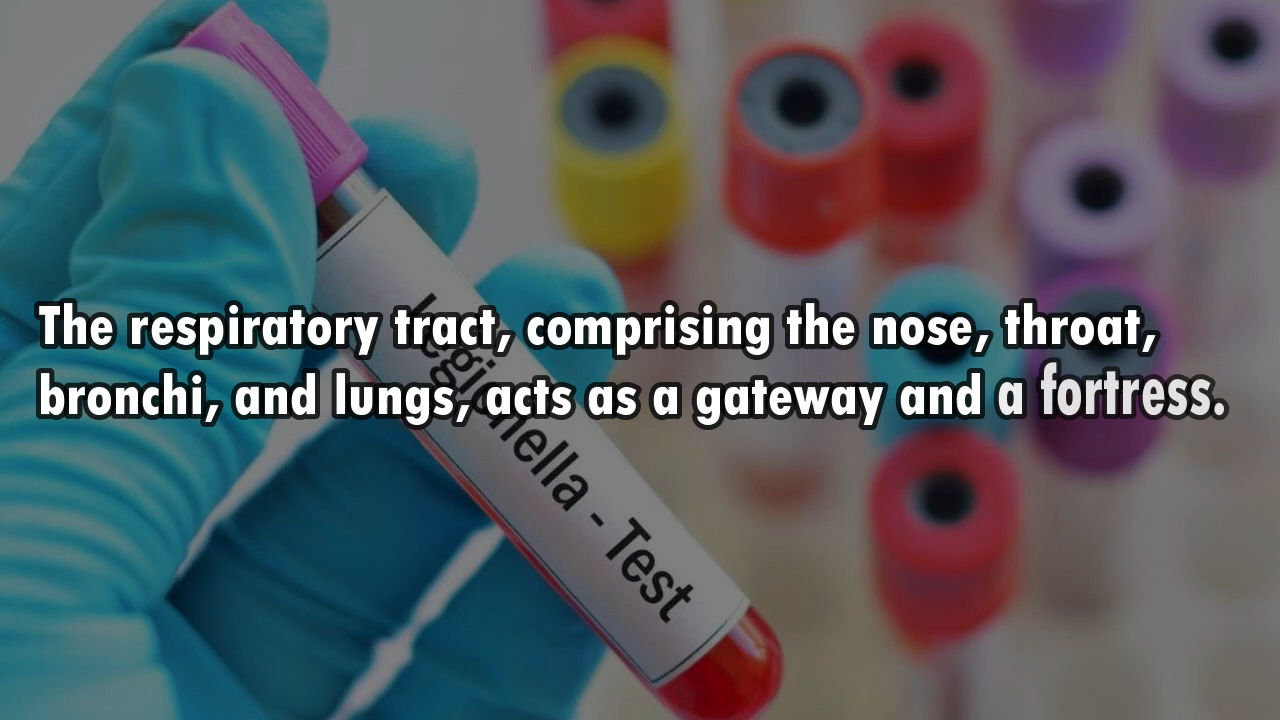 The respiratory tract, comprising the nose, throat,
bronchi, and lungs, acts as a gateway and a fortress.
Legionella - Test